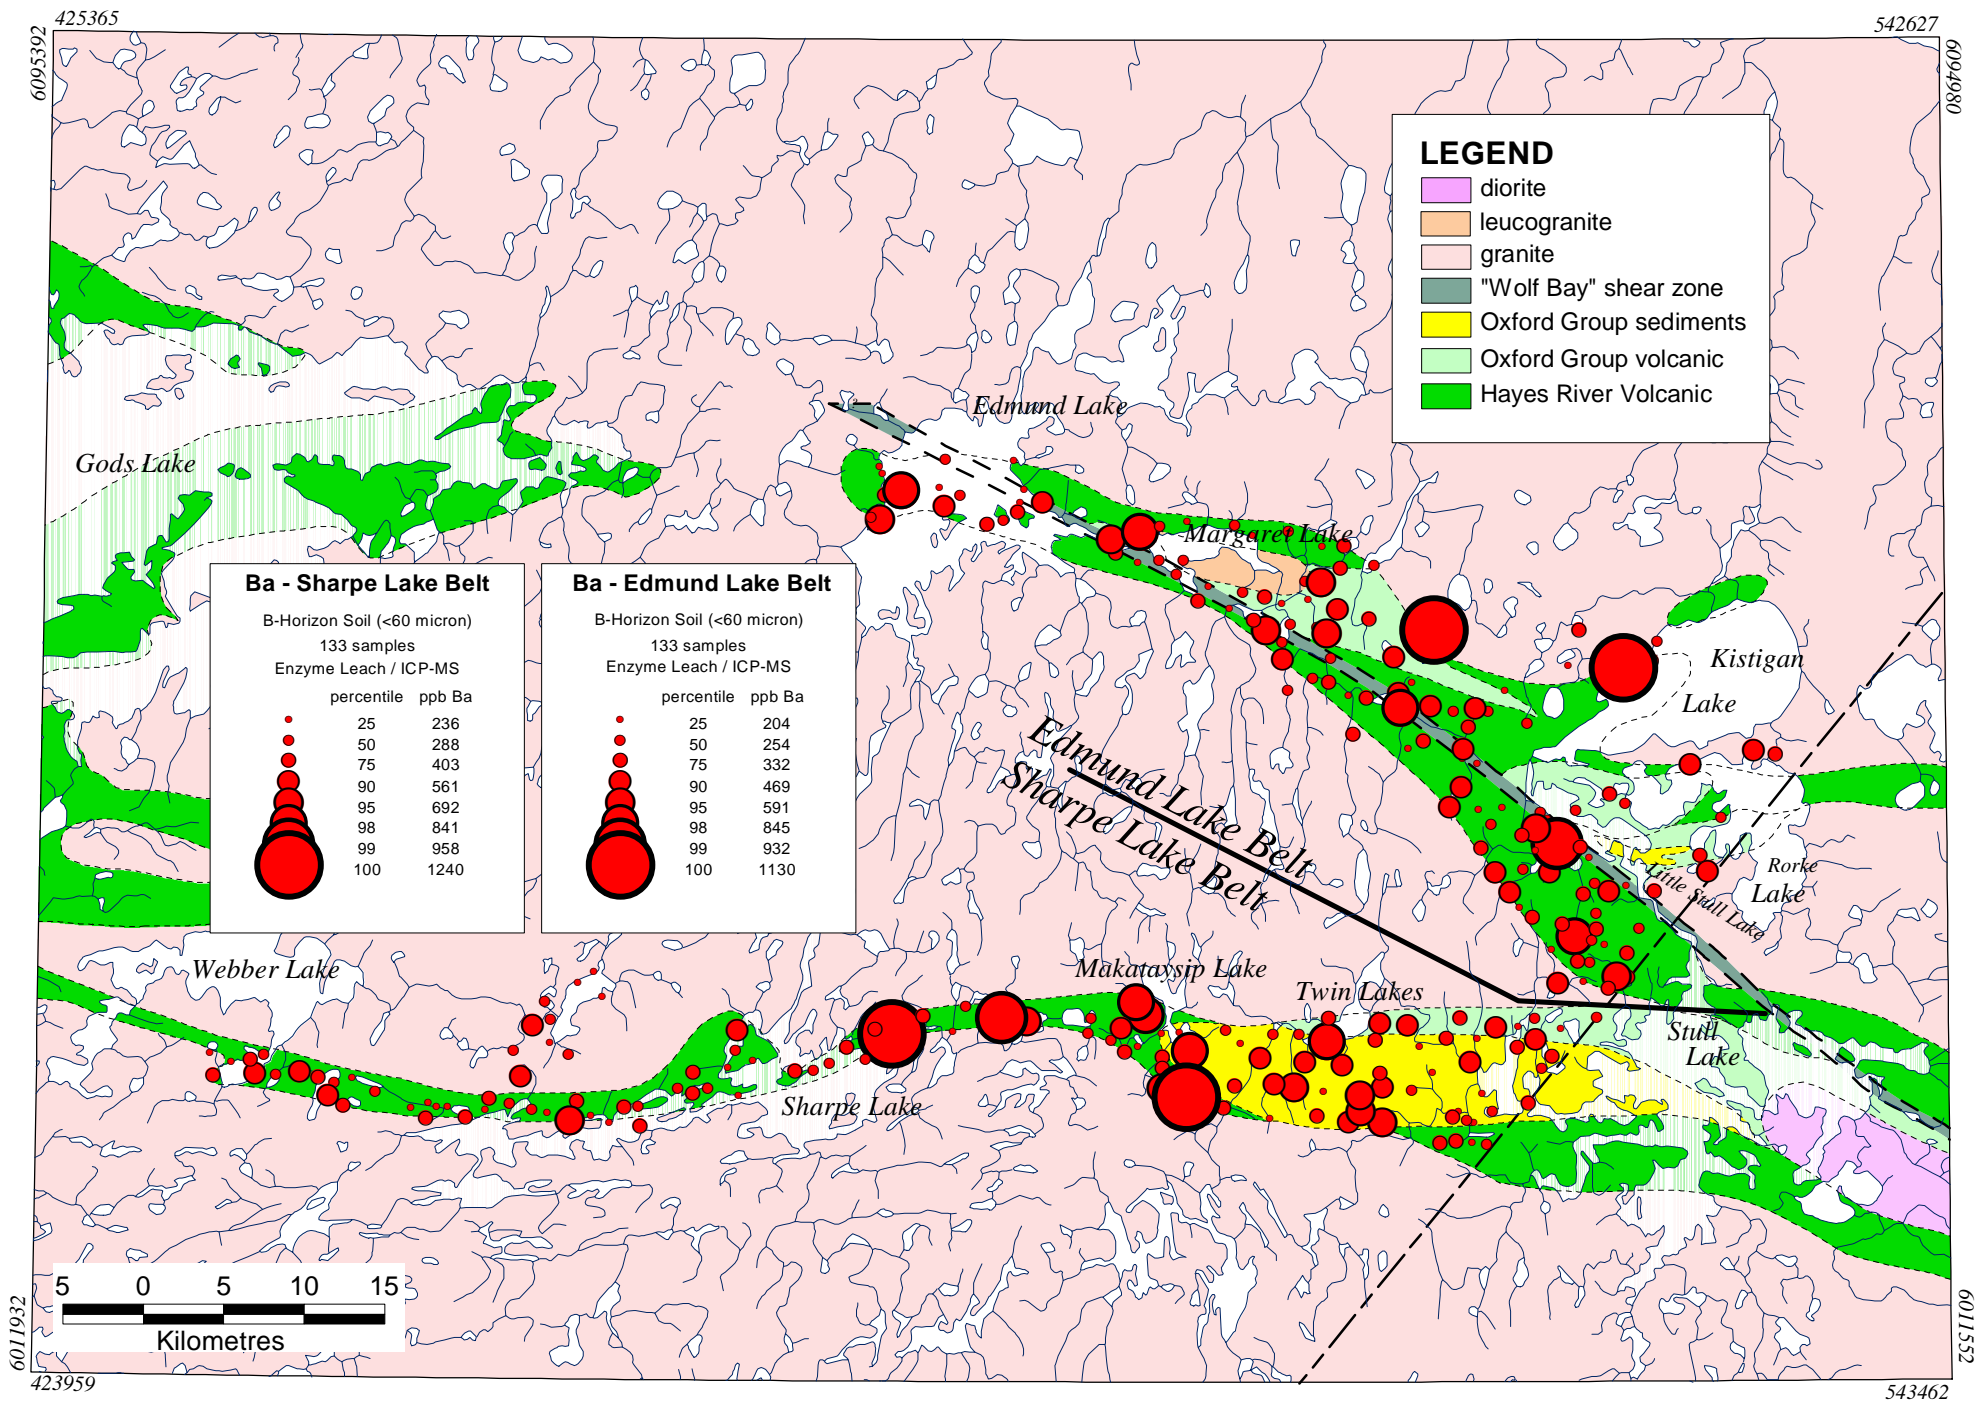 425365
542627
6095392
6094980
LEGEND
diorite
leucogranite
granite
"Wolf Bay" shear zone
Oxford Group sediments
Oxford Group volcanic
Hayes River Volcanic
Edmund Lake
Gods Lake
Margaret Lake
Kistigan
Lake
Ba - Sharpe Lake Belt
B-Horizon Soil (<60 micron)
133 samples
Enzyme Leach / ICP-MS
percentile ppb Ba
25 236
50 288
75 403
90 561
95 692
98 841
99 958
100 1240
Ba - Edmund Lake Belt
B-Horizon Soil (<60 micron)
133 samples
Enzyme Leach / ICP-MS
percentile ppb Ba
25 204
50 254
75 332
90 469
95 591
98 845
99 932
100 1130
Edmund Lake Belt
Sharpe Lake Belt
Rorke
Lake
Little Stull Lake
Webber Lake
Makataysip Lake
Twin Lakes
Stull
Lake
Sharpe Lake
5 0 5 10 15
Kilometres
6011932
6011552
423959
543462